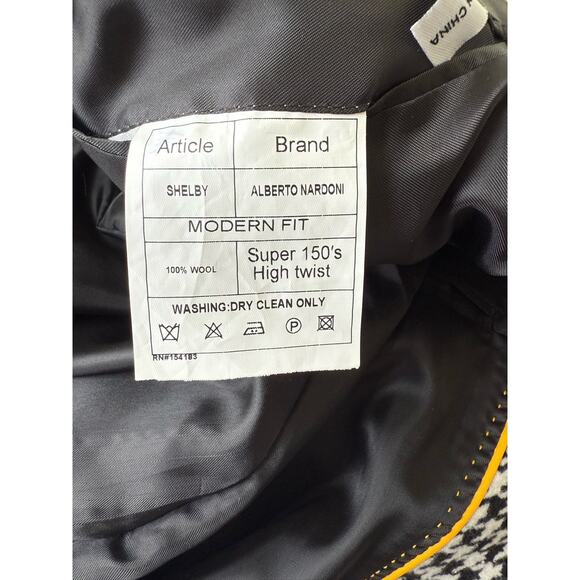 CHINA
Article Brand
SHELBY ALBERTO NARDONI
MODERN FIT
100% WOOL Super 150's
High twist
WASHING:DRY CLEAN ONLY
P
RN#154183